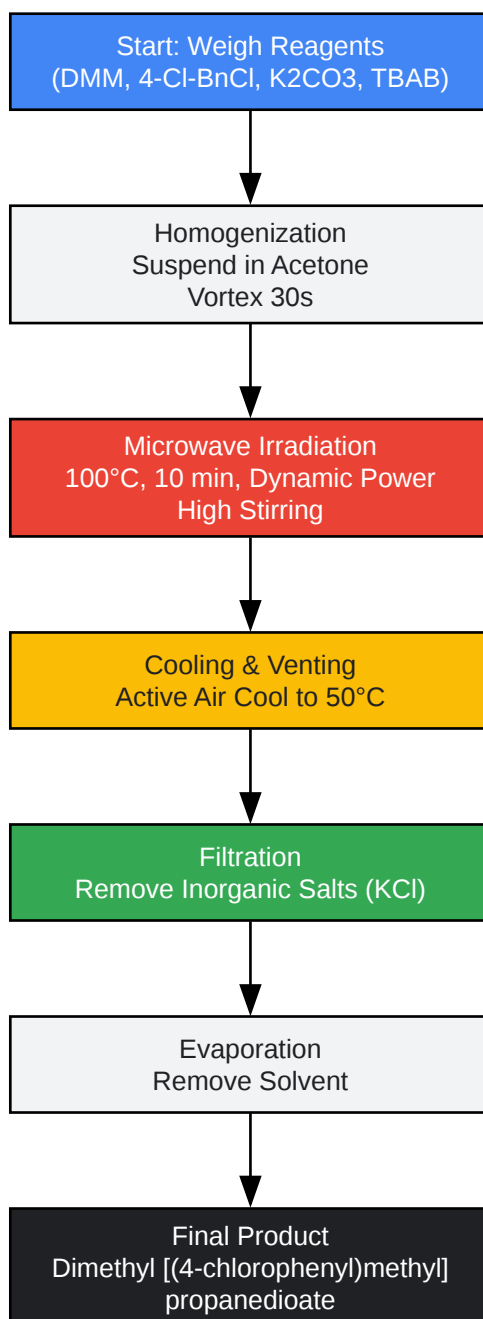 Start: Weigh Reagents
(DMM, 4-Cl-BnCl, K2CO3, TBAB)
Homogenization
Suspend in Acetone
Vortex 30s
Microwave Irradiation
100°C, 10 min, Dynamic Power
High Stirring
Cooling & Venting
Active Air Cool to 50°C
Filtration
Remove Inorganic Salts (KCl)
Evaporation
Remove Solvent
Final Product
Dimethyl [(4-chlorophenyl)methyl]
propanedioate